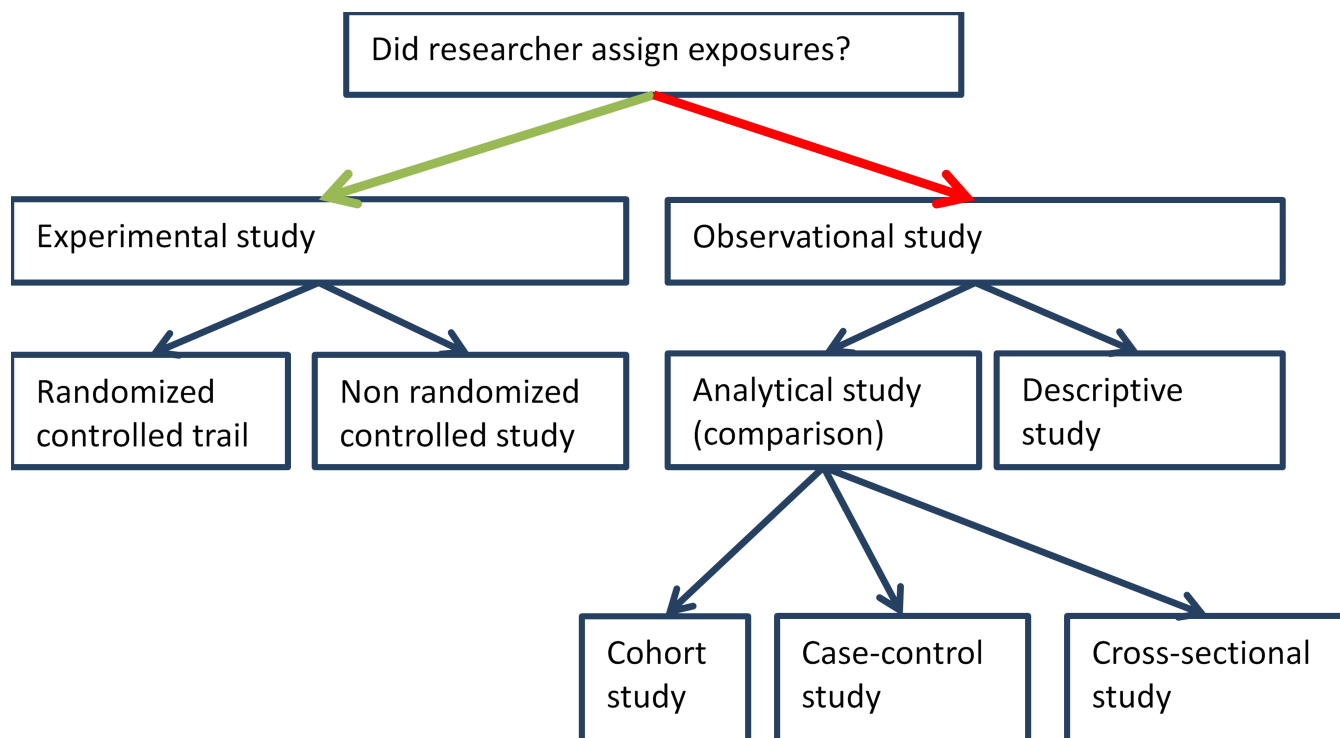 Did researcher assign exposures?
Experimental study
Observational study
Randomized
controlled trail
Non randomized
controlled study
Analytical study
(comparison)
Descriptive
study
Cohort
study
Case-control
study
Cross-sectional
study